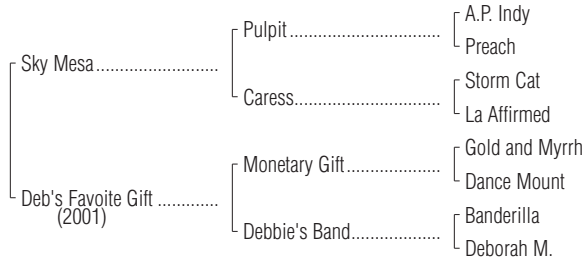 A.P. Indy
Pulpit
Preach
Sky Mesa
Storm Cat
Caress
La Affirmed
Gold and Myrrh
Monetary Gift
Dance Mount
Deb's Favoite Gift
(2001)
Banderilla
Debbie's Band
Deborah M.